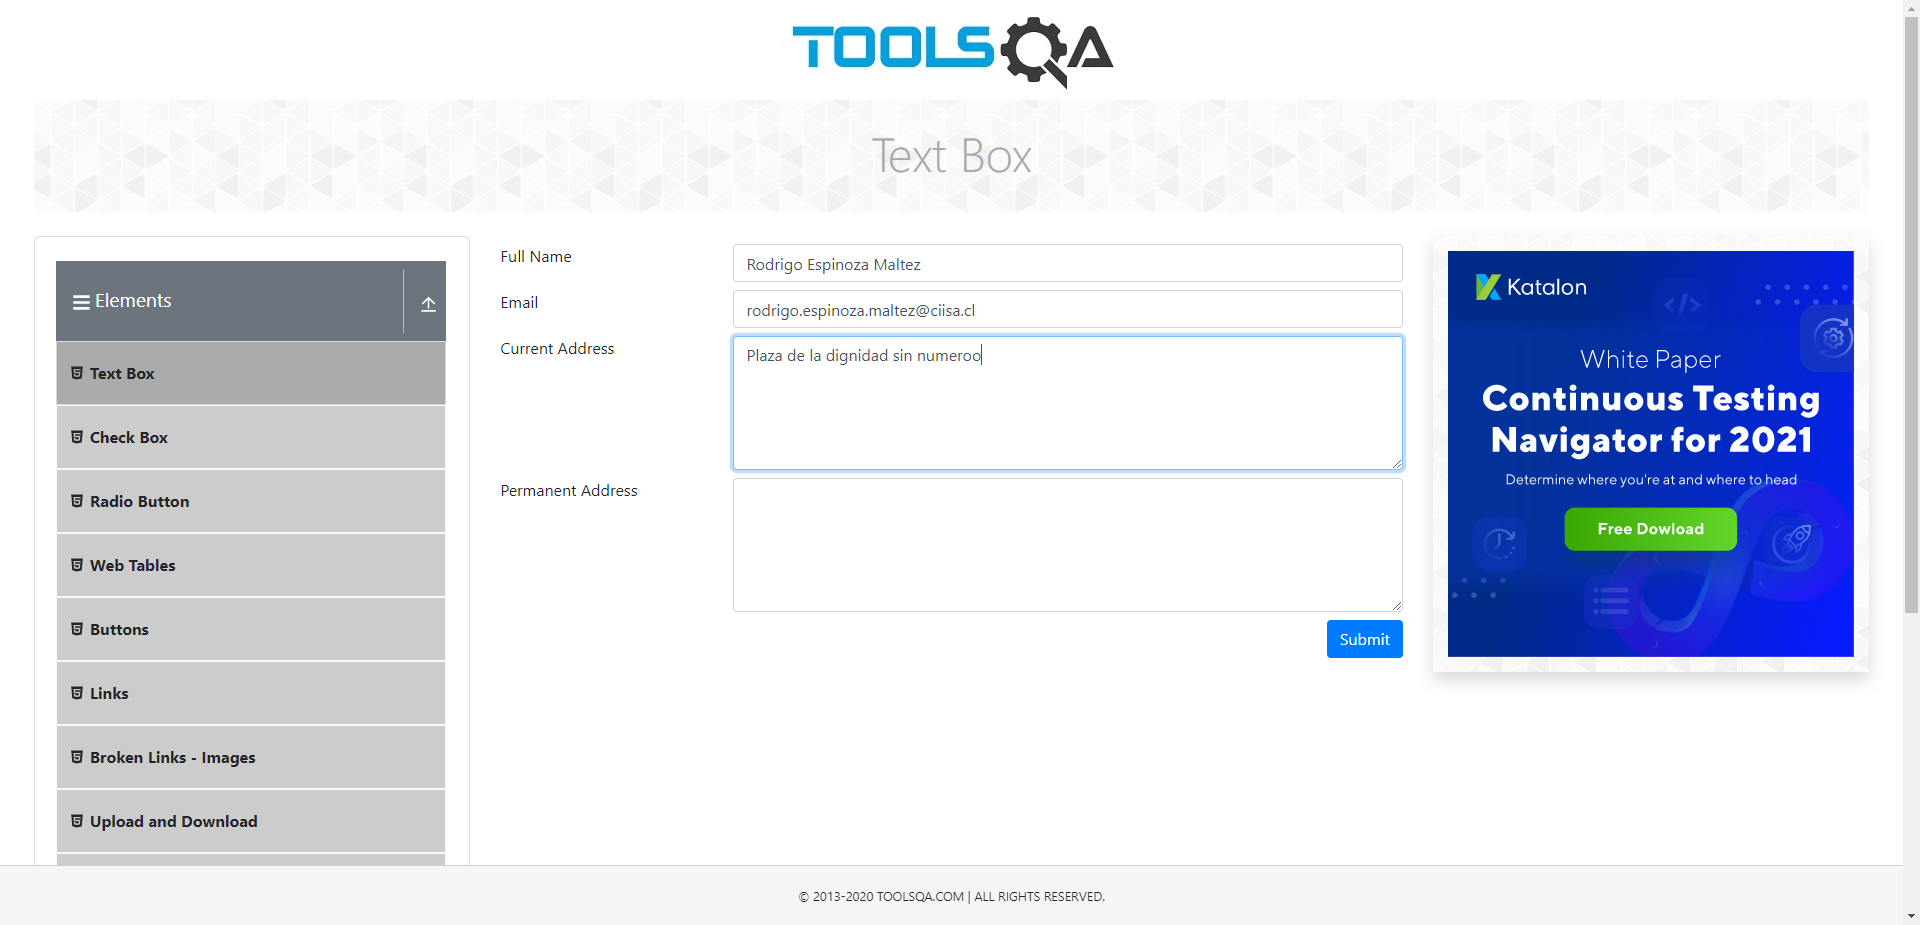 TOOLSQA
Text Box
Elements
Text Box
Check Box
Radio Button
Web Tables
Buttons
Links
Broken Links - Images
Upload and Download
Full Name
Rodrigo Espinoza Maltez
Email
rodrigo.espinoza.maltez@ciisa.cl
Current Address
Plaza de la dignidad sin numeroo
Permanent Address
Submit
Katalon
</>
White Paper
Continuous Testing
Navigator for 2021
Determine where you're at and where to head
Free Dowload
© 2013-2020 TOOLSQA.COM | ALL RIGHTS RESERVED.